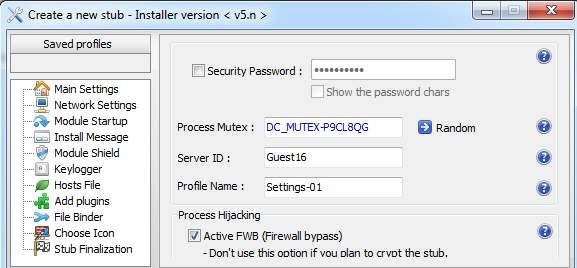 Create a new stub - Installer version < v5.n >
Saved profiles
Main Settings
Network Settings
Module Startup
Install Message
Module Shield
Keylogger
Hosts File
Add plugins
File Binder
Choose Icon
Stub Finalization
Security Password :
••••••••••
Show the password chars
Process Mutex :
DC_MUTEX-P9CL8QG
Random
Server ID :
Guest16
Profile Name :
Settings-01
Process Hijacking
Active FWB (Firewall bypass)
- Don't use this option if you plan to crypt the stub.